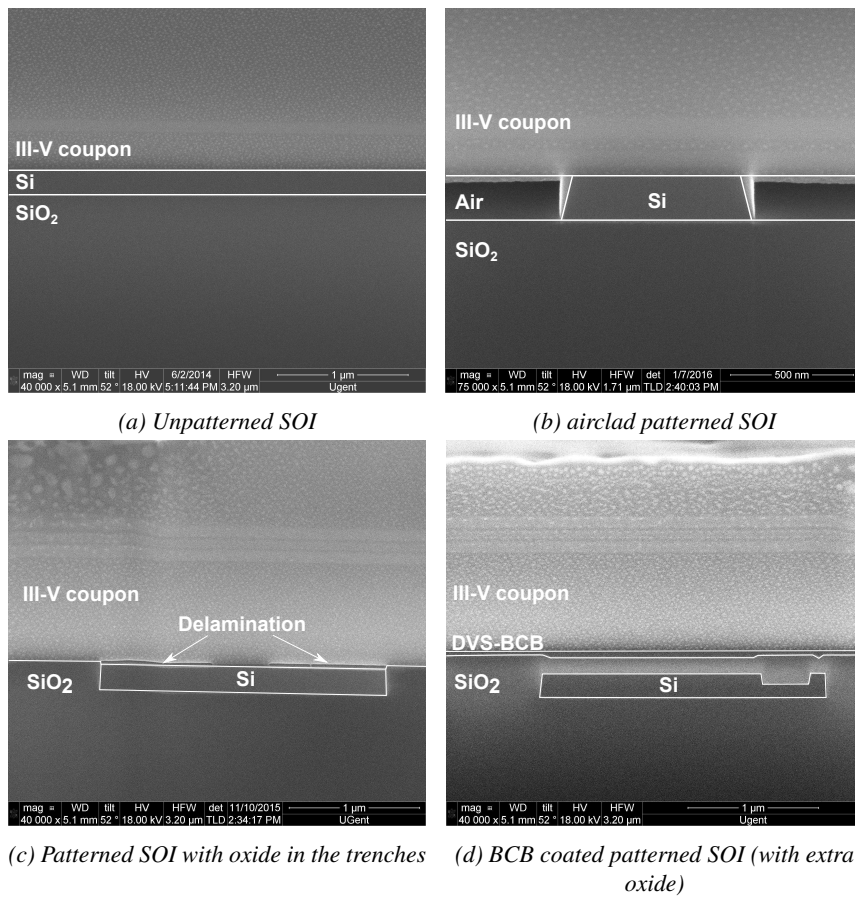 III-V coupon
Si
SiO2
mag WD tilt HV 6/2/2014 HFW 1 µm
40 000 x 5.1 mm 52 ° 18.00 kV 5:11:44 PM 3.20 µm Ugent
(a) Unpatterned SOI
III-V coupon
Air Si
SiO2
mag WD tilt HV HFW det 1/7/2016 500 nm
75 000 x 5.1 mm 52 ° 18.00 kV 1.71 µm TLD 2:40:03 PM
(b) airclad patterned SOI
III-V coupon
Delamination
SiO2 Si
mag WD tilt HV HFW det 11/10/2015 1 µm
40 000 x 5.1 mm 52 ° 18.00 kV 3.20 µm TLD 2:34:17 PM UGent
(c) Patterned SOI with oxide in the trenches
III-V coupon
DVS-BCB
SiO2 Si
mag WD tilt HV HFW 1 µm
40 000 x 5.1 mm 52 ° 18.00 kV 3.20 µm Ugent
(d) BCB coated patterned SOI (with extra
oxide)